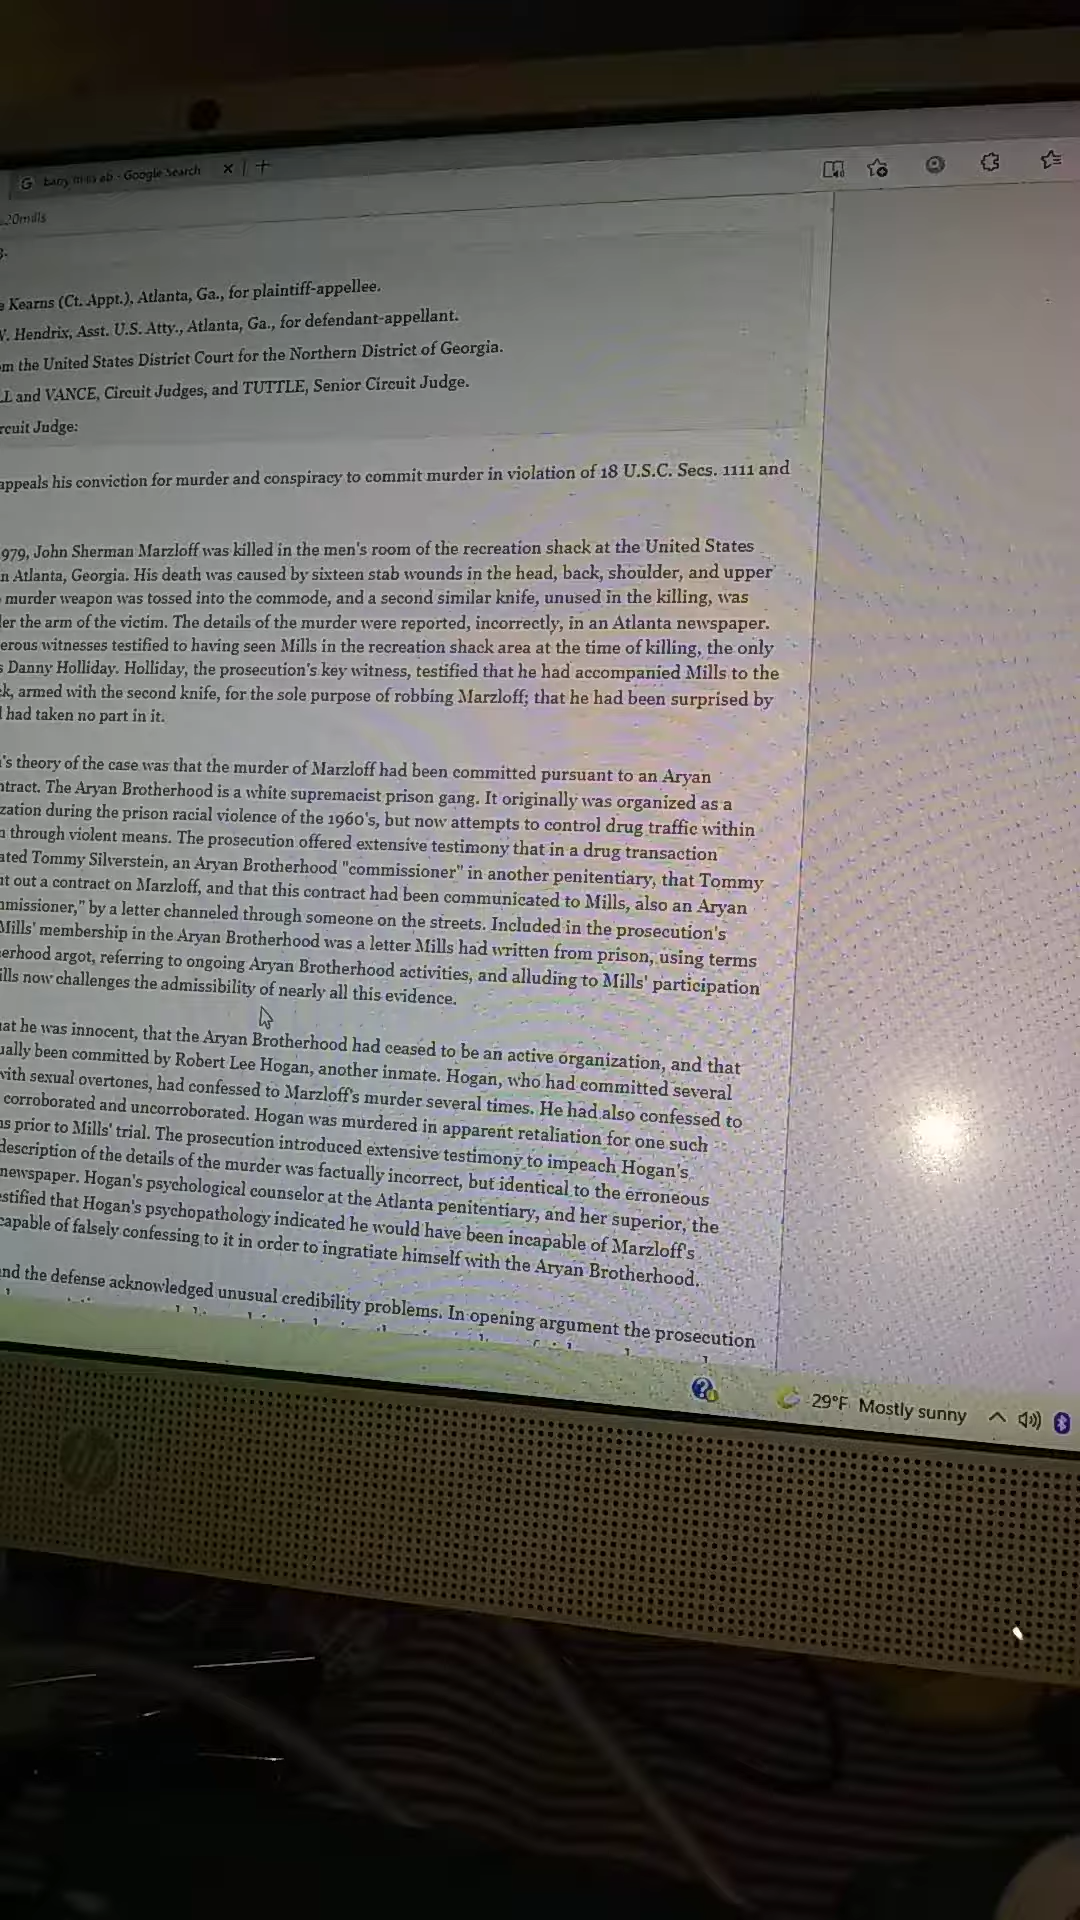 G barry mills ab - Google Search × +
20mills
Kearns (Ct. Appt.), Atlanta, Ga., for plaintiff-appellee.
Hendrix, Asst. U.S. Atty., Atlanta, Ga., for defendant-appellant.
the United States District Court for the Northern District of Georgia.
and VANCE, Circuit Judges, and TUTTLE, Senior Circuit Judge.
Judge:
appeals his conviction for murder and conspiracy to commit murder in violation of 18 U.S.C. Secs. 1111 and
979, John Sherman Marzloff was killed in the men's room of the recreation shack at the United States
n Atlanta, Georgia. His death was caused by sixteen stab wounds in the head, back, shoulder, and upper
murder weapon was tossed into the commode, and a second similar knife, unused in the killing, was
the arm of the victim. The details of the murder were reported, incorrectly, in an Atlanta newspaper.
erous witnesses testified to having seen Mills in the recreation shack area at the time of killing, the only
s Danny Holliday. Holliday, the prosecution's key witness, testified that he had accompanied Mills to the
k, armed with the second knife, for the sole purpose of robbing Marzloff; that he had been surprised by
had taken no part in it.
's theory of the case was that the murder of Marzloff had been committed pursuant to an Aryan
ntract. The Aryan Brotherhood is a white supremacist prison gang. It originally was organized as a
zation during the prison racial violence of the 1960's, but now attempts to control drug traffic within
through violent means. The prosecution offered extensive testimony that in a drug transaction
ated Tommy Silverstein, an Aryan Brotherhood "commissioner" in another penitentiary, that Tommy
out a contract on Marzloff, and that this contract had been communicated to Mills, also an Aryan
missioner," by a letter channeled through someone on the streets. Included in the prosecution's
Mills' membership in the Aryan Brotherhood was a letter Mills had written from prison, using terms
erhood argot, referring to ongoing Aryan Brotherhood activities, and alluding to Mills' participation
ills now challenges the admissibility of nearly all this evidence.
at he was innocent, that the Aryan Brotherhood had ceased to be an active organization, and that
ually been committed by Robert Lee Hogan, another inmate. Hogan, who had committed several
with sexual overtones, had confessed to Marzloff's murder several times. He had also confessed to
corroborated and uncorroborated. Hogan was murdered in apparent retaliation for one such
s prior to Mills' trial. The prosecution introduced extensive testimony to impeach Hogan's
description of the details of the murder was factually incorrect, but identical to the erroneous
newspaper. Hogan's psychological counselor at the Atlanta penitentiary, and her superior, the
stified that Hogan's psychopathology indicated he would have been incapable of Marzloff's
capable of falsely confessing to it in order to ingratiate himself with the Aryan Brotherhood.
nd the defense acknowledged unusual credibility problems. In opening argument the prosecution
29°F Mostly sunny
hp